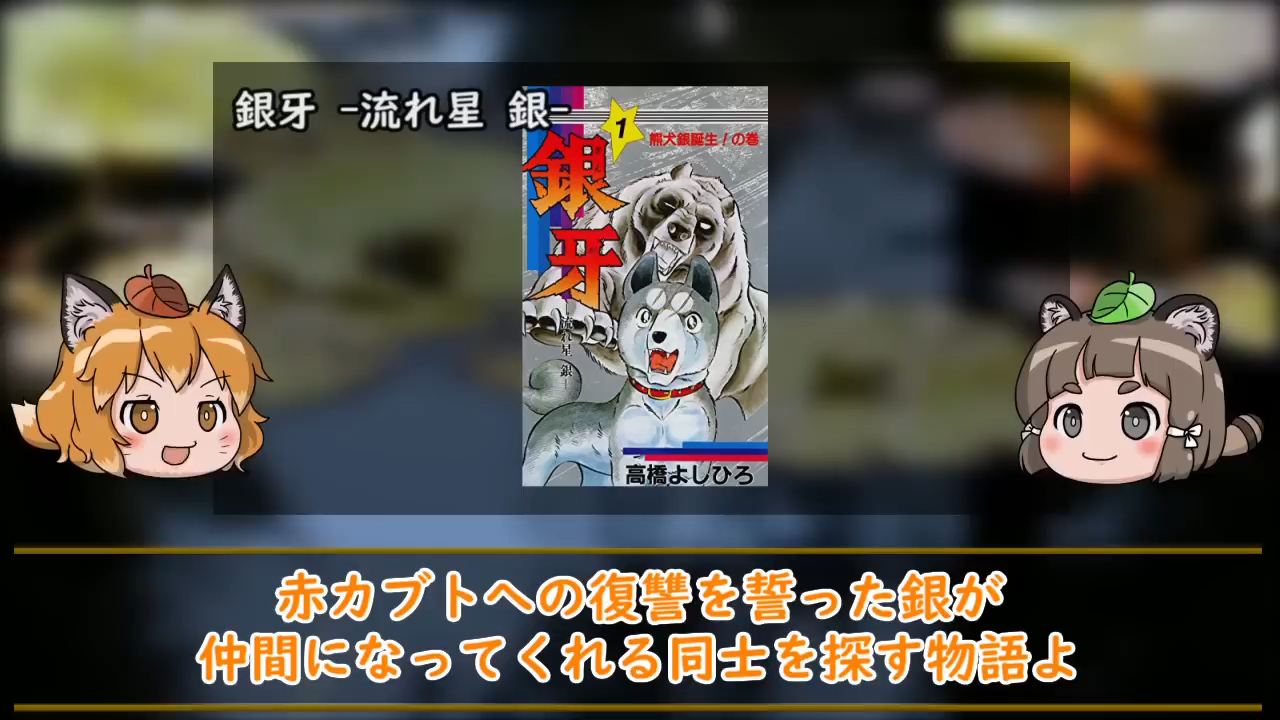 銀牙 -流れ星 銀-
1
熊犬銀誕生!の巻
銀牙
流れ星 銀
高橋よしひろ
赤カブトへの復讐を誓った銀が
仲間になってくれる同士を探す物語よ